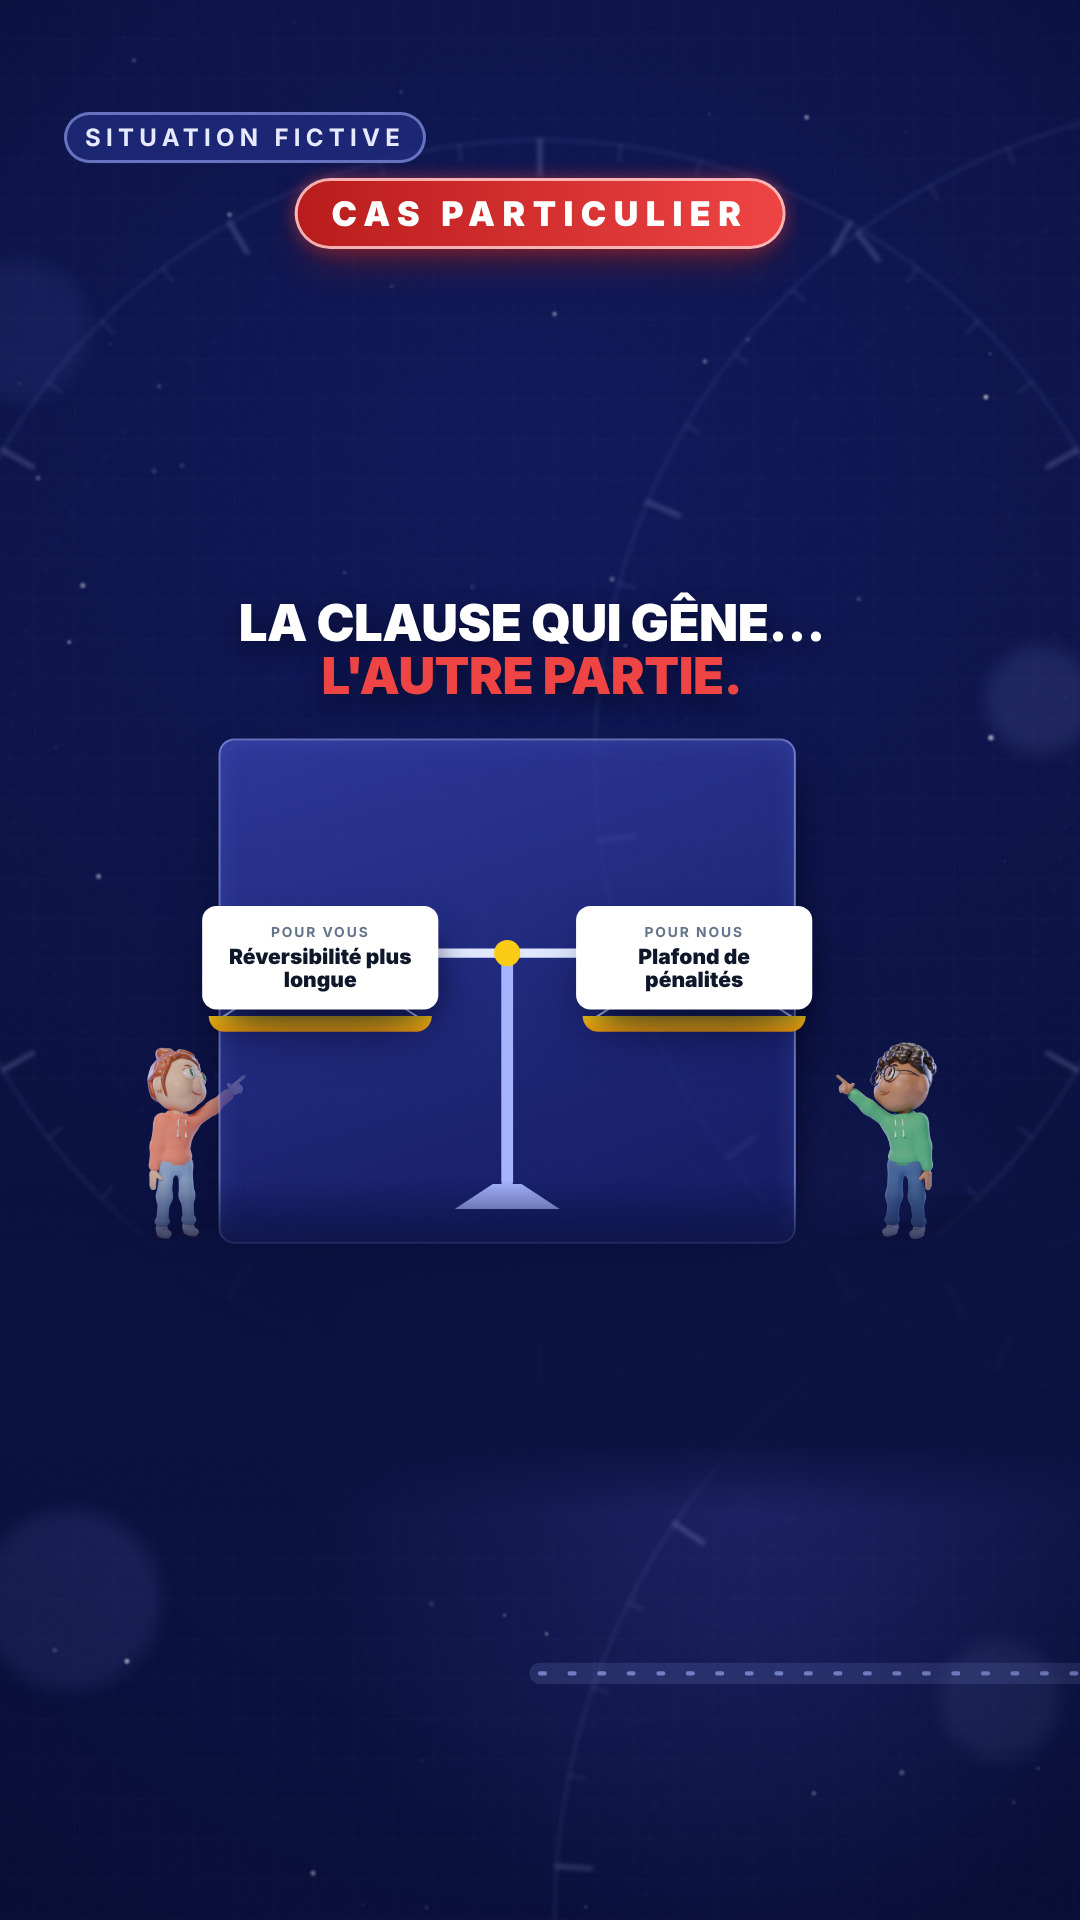 SITUATION FICTIVE
CAS PARTICULIER
LA CLAUSE QUI GÊNE...
L'AUTRE PARTIE.
POUR VOUS
Réversibilité plus
longue
POUR NOUS
Plafond de
pénalités